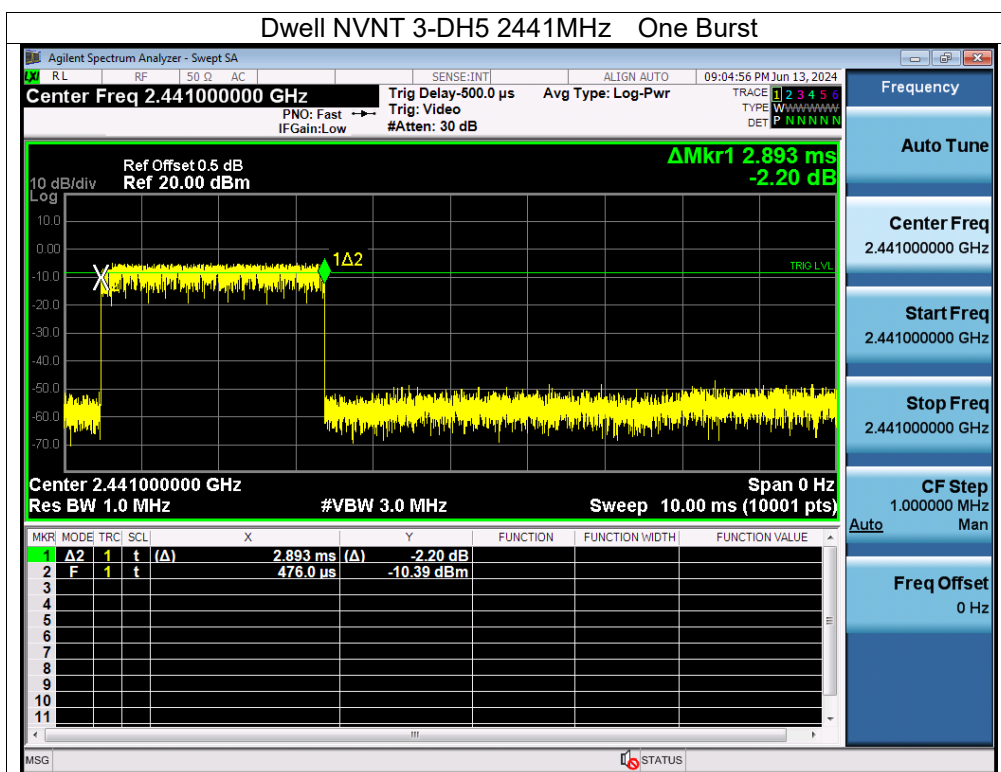 Dwell NVNT 3-DH5 2441MHz One Burst
Agilent Spectrum Analyzer - Swept SA
LXI RL RF 50 Ω AC SENSE:INT ALIGN AUTO 09:04:56 PM Jun 13, 2024
Center Freq 2.441000000 GHz
PNO: Fast
IFGain:Low
Trig Delay-500.0 µs
Trig: Video
#Atten: 30 dB
Avg Type: Log-Pwr
TRACE 1 2 3 4 5 6
TYPE WWWWWW
DET P N N N N N
ΔMkr1 2.893 ms
-2.20 dB
Ref Offset 0.5 dB
10 dB/div Ref 20.00 dBm
Log
10.0
0.00
-10.0
-20.0
-30.0
-40.0
-50.0
-60.0
-70.0
1Δ2
TRIG LVL
Center 2.441000000 GHz Span 0 Hz
Res BW 1.0 MHz #VBW 3.0 MHz Sweep 10.00 ms (10001 pts)
MKR MODE TRC SCL X Y FUNCTION FUNCTION WIDTH FUNCTION VALUE
1 Δ2 1 t (Δ) 2.893 ms (Δ) -2.20 dB
2 F 1 t 476.0 µs -10.39 dBm
3
4
5
6
7
8
9
10
11
MSG STATUS
Frequency
Auto Tune
Center Freq
2.441000000 GHz
Start Freq
2.441000000 GHz
Stop Freq
2.441000000 GHz
CF Step
1.000000 MHz
Auto Man
Freq Offset
0 Hz